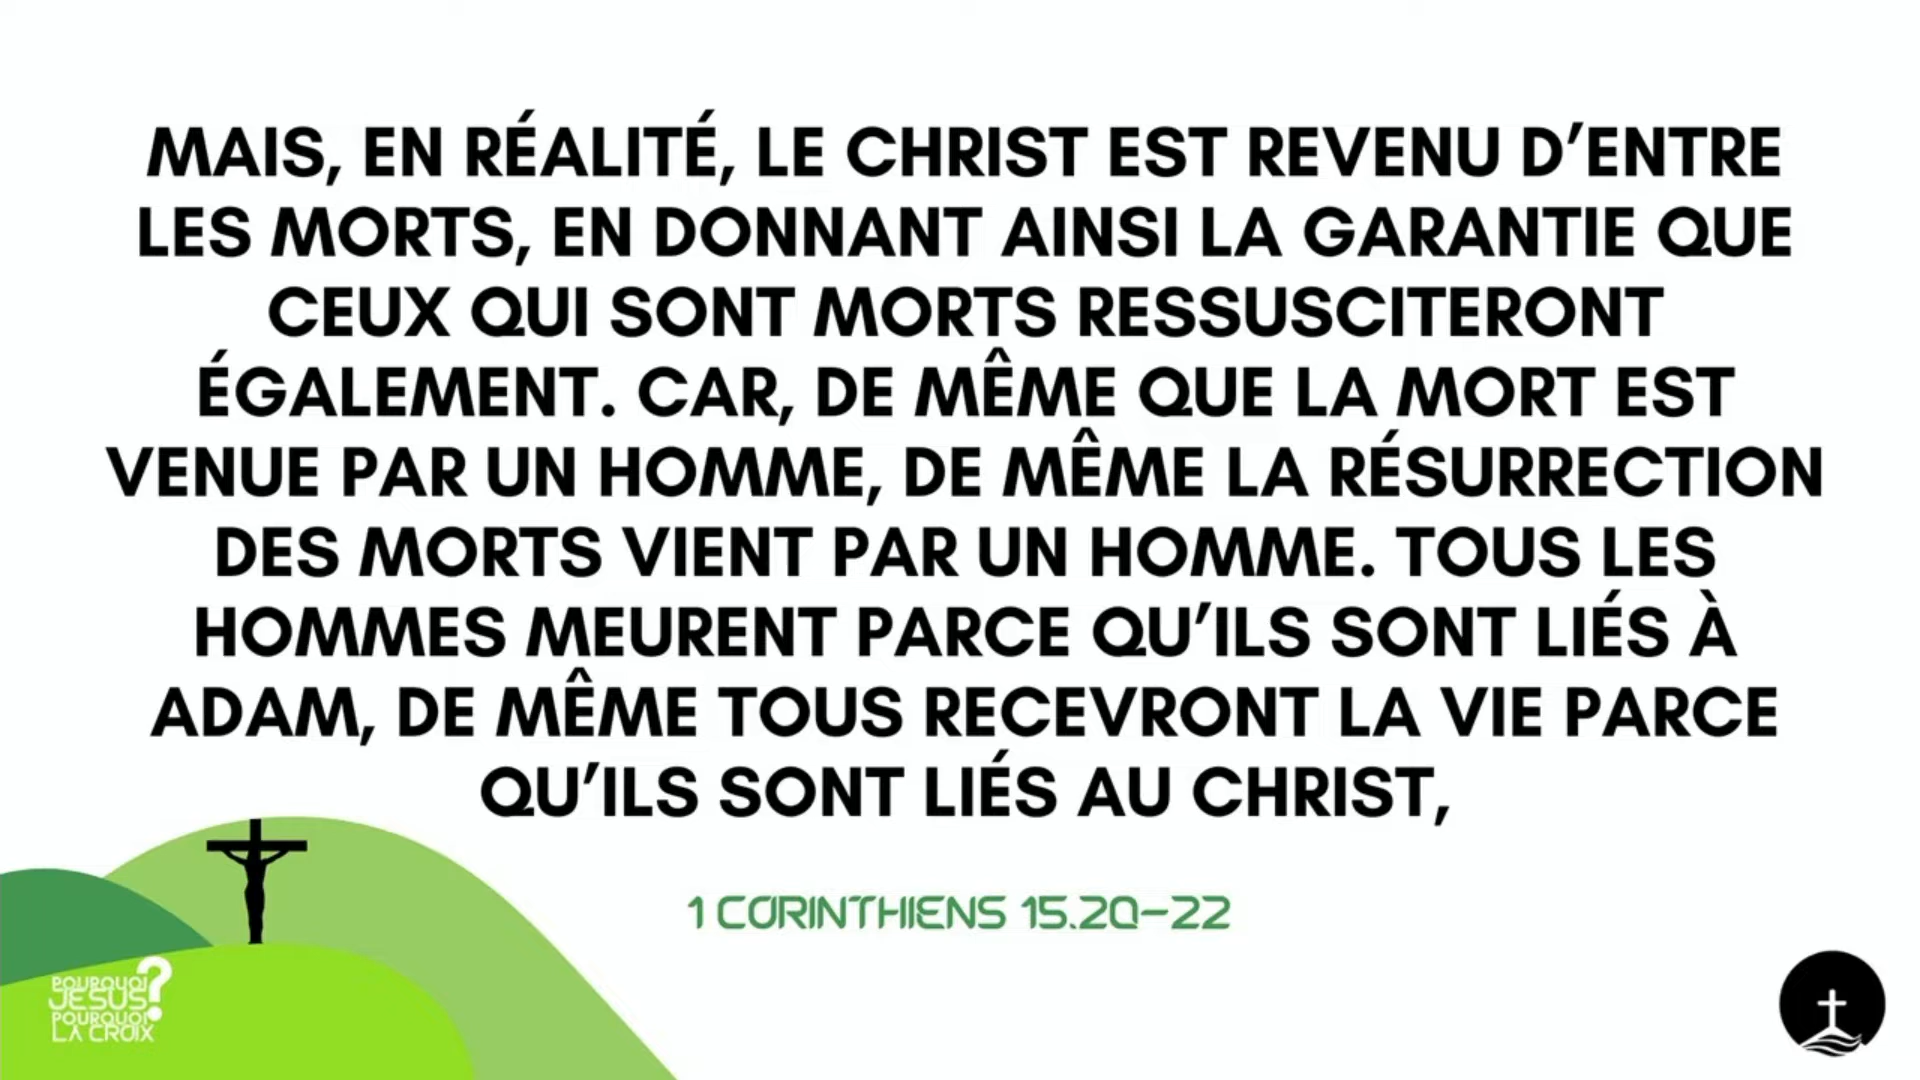 MAIS, EN RÉALITÉ, LE CHRIST EST REVENU D’ENTRE
LES MORTS, EN DONNANT AINSI LA GARANTIE QUE
CEUX QUI SONT MORTS RESSUSCITERONT
ÉGALEMENT. CAR, DE MÊME QUE LA MORT EST
VENUE PAR UN HOMME, DE MÊME LA RÉSURRECTION
DES MORTS VIENT PAR UN HOMME. TOUS LES
HOMMES MEURENT PARCE QU’ILS SONT LIÉS À
ADAM, DE MÊME TOUS RECEVRONT LA VIE PARCE
QU’ILS SONT LIÉS AU CHRIST,
1 CORINTHIENS 15.20–22
POURQUOI
JESUS?
POURQUOI
LA CROIX